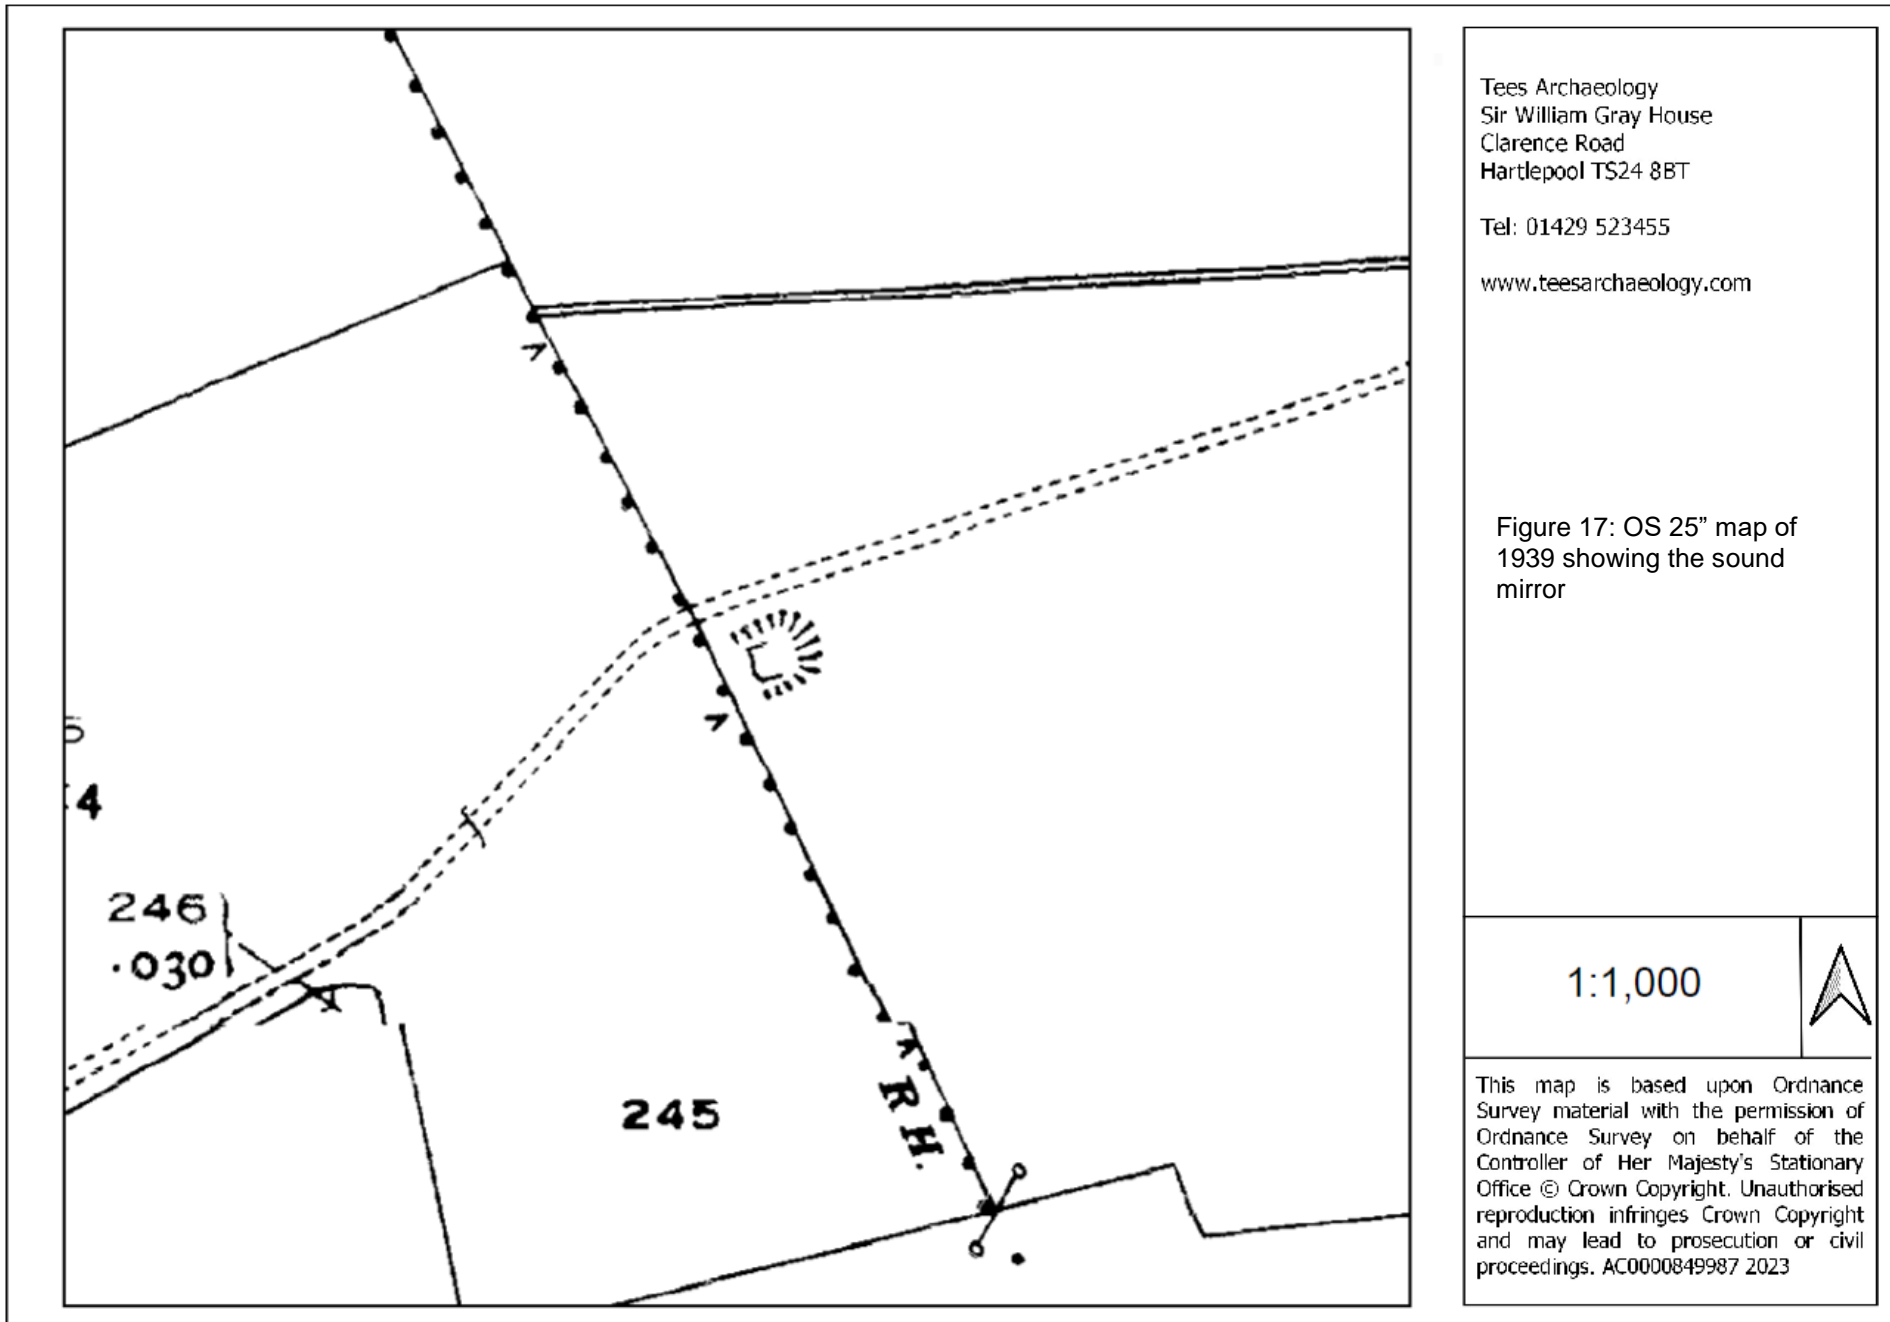 5
4
246
·030
245
R H.
Tees Archaeology
Sir William Gray House
Clarence Road
Hartlepool TS24 8BT
Tel: 01429 523455
www.teesarchaeology.com
Figure 17: OS 25” map of
1939 showing the sound
mirror
1:1,000
This map is based upon Ordnance
Survey material with the permission of
Ordnance Survey on behalf of the
Controller of Her Majesty's Stationary
Office © Crown Copyright. Unauthorised
reproduction infringes Crown Copyright
and may lead to prosecution or civil
proceedings. AC0000849987 2023